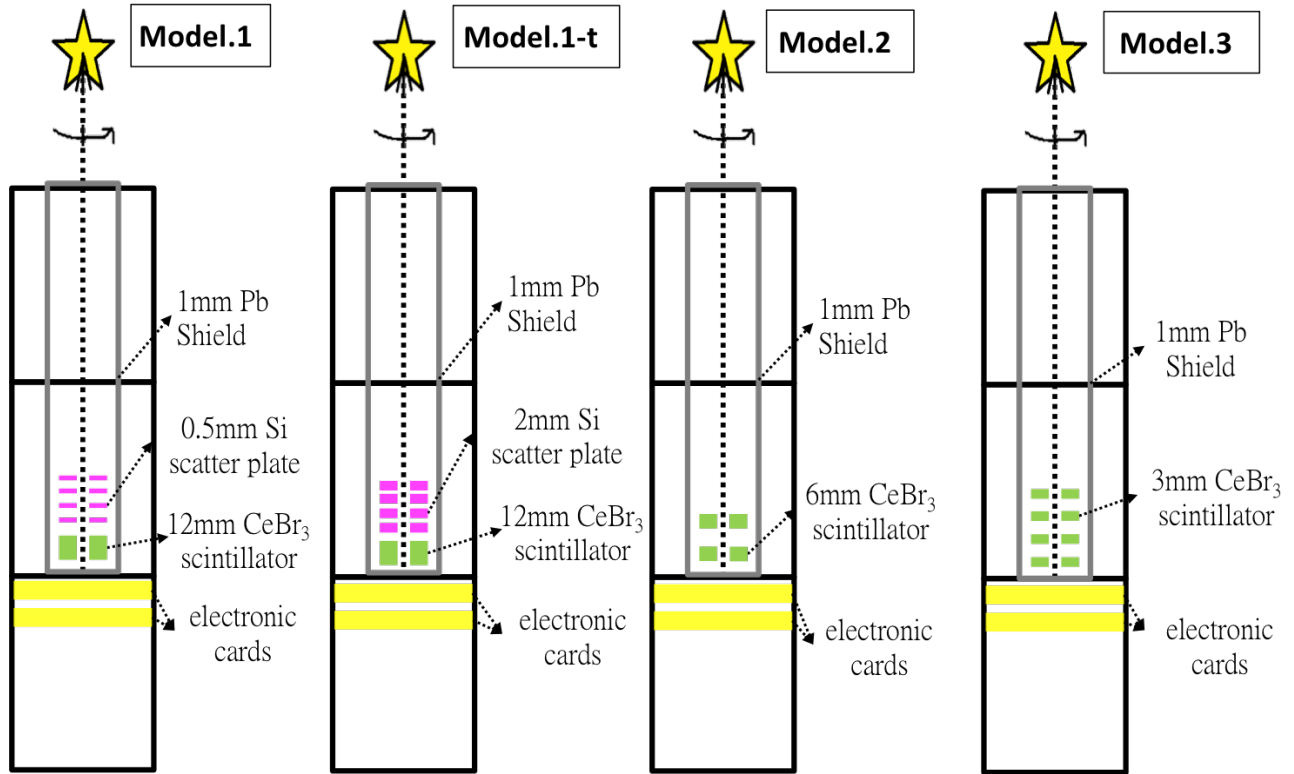 Model.1
1mm Pb
Shield
0.5mm Si
scatter plate
12mm CeBr₃
scintillator
electronic
cards
Model.1-t
1mm Pb
Shield
2mm Si
scatter plate
12mm CeBr₃
scintillator
electronic
cards
Model.2
1mm Pb
Shield
6mm CeBr₃
scintillator
electronic
cards
Model.3
1mm Pb
Shield
3mm CeBr₃
scintillator
electronic
cards